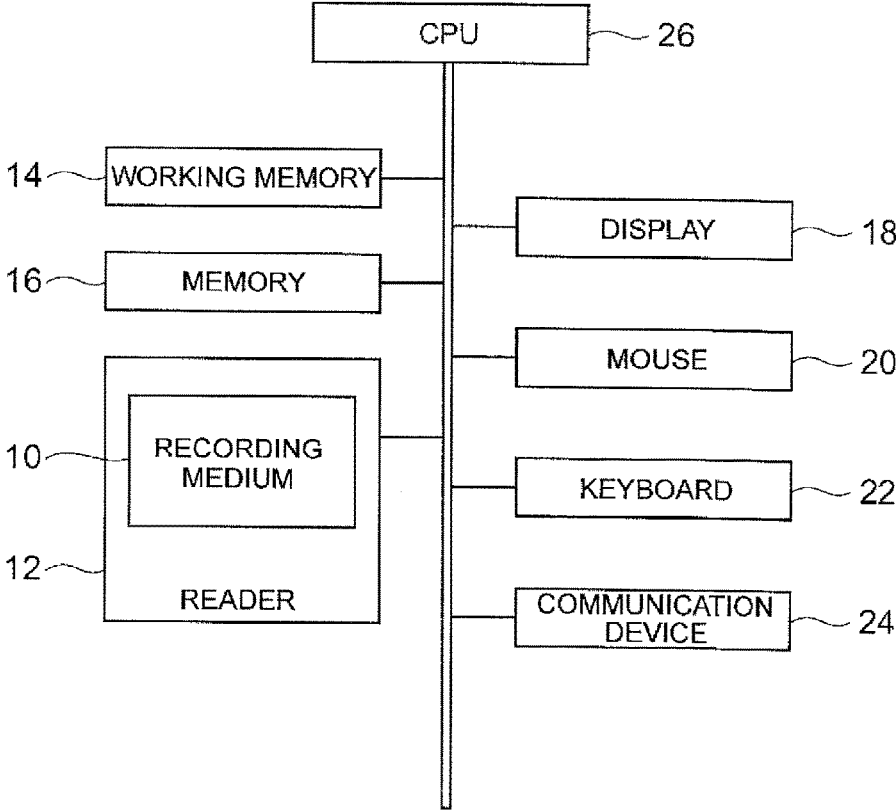 CPU
26
14
WORKING MEMORY
DISPLAY
18
16
MEMORY
MOUSE
20
10
RECORDING
MEDIUM
KEYBOARD
22
12
READER
COMMUNICATION
DEVICE
24